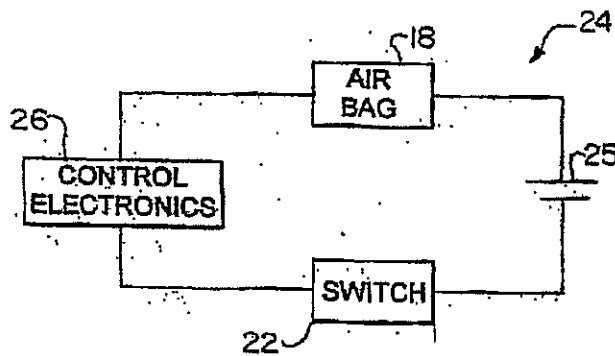 18
24
AIR
BAG
26
25
CONTROL
ELECTRONICS
SWITCH
22